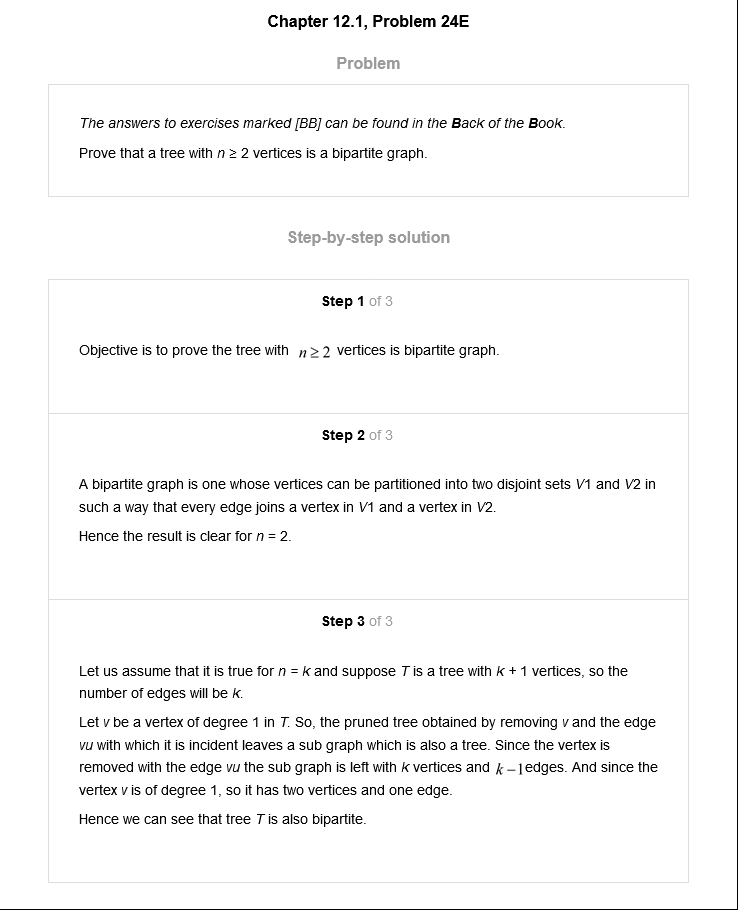 Chapter 12.1, Problem 24E
Problem
The answers to exercises marked [BB] can be found in the Back of the Book.
Prove that a tree with n ≥ 2 vertices is a bipartite graph.
Step-by-step solution
Step 1 of 3
Objective is to prove the tree with n ≥ 2 vertices is bipartite graph.
Step 2 of 3
A bipartite graph is one whose vertices can be partitioned into two disjoint sets V1 and V2 in
such a way that every edge joins a vertex in V1 and a vertex in V2.
Hence the result is clear for n = 2.
Step 3 of 3
Let us assume that it is true for n = k and suppose T is a tree with k + 1 vertices, so the
number of edges will be k.
Let v be a vertex of degree 1 in T. So, the pruned tree obtained by removing v and the edge
vu with which it is incident leaves a sub graph which is also a tree. Since the vertex is
removed with the edge vu the sub graph is left with k vertices and k – 1 edges. And since the
vertex v is of degree 1, so it has two vertices and one edge.
Hence we can see that tree T is also bipartite.